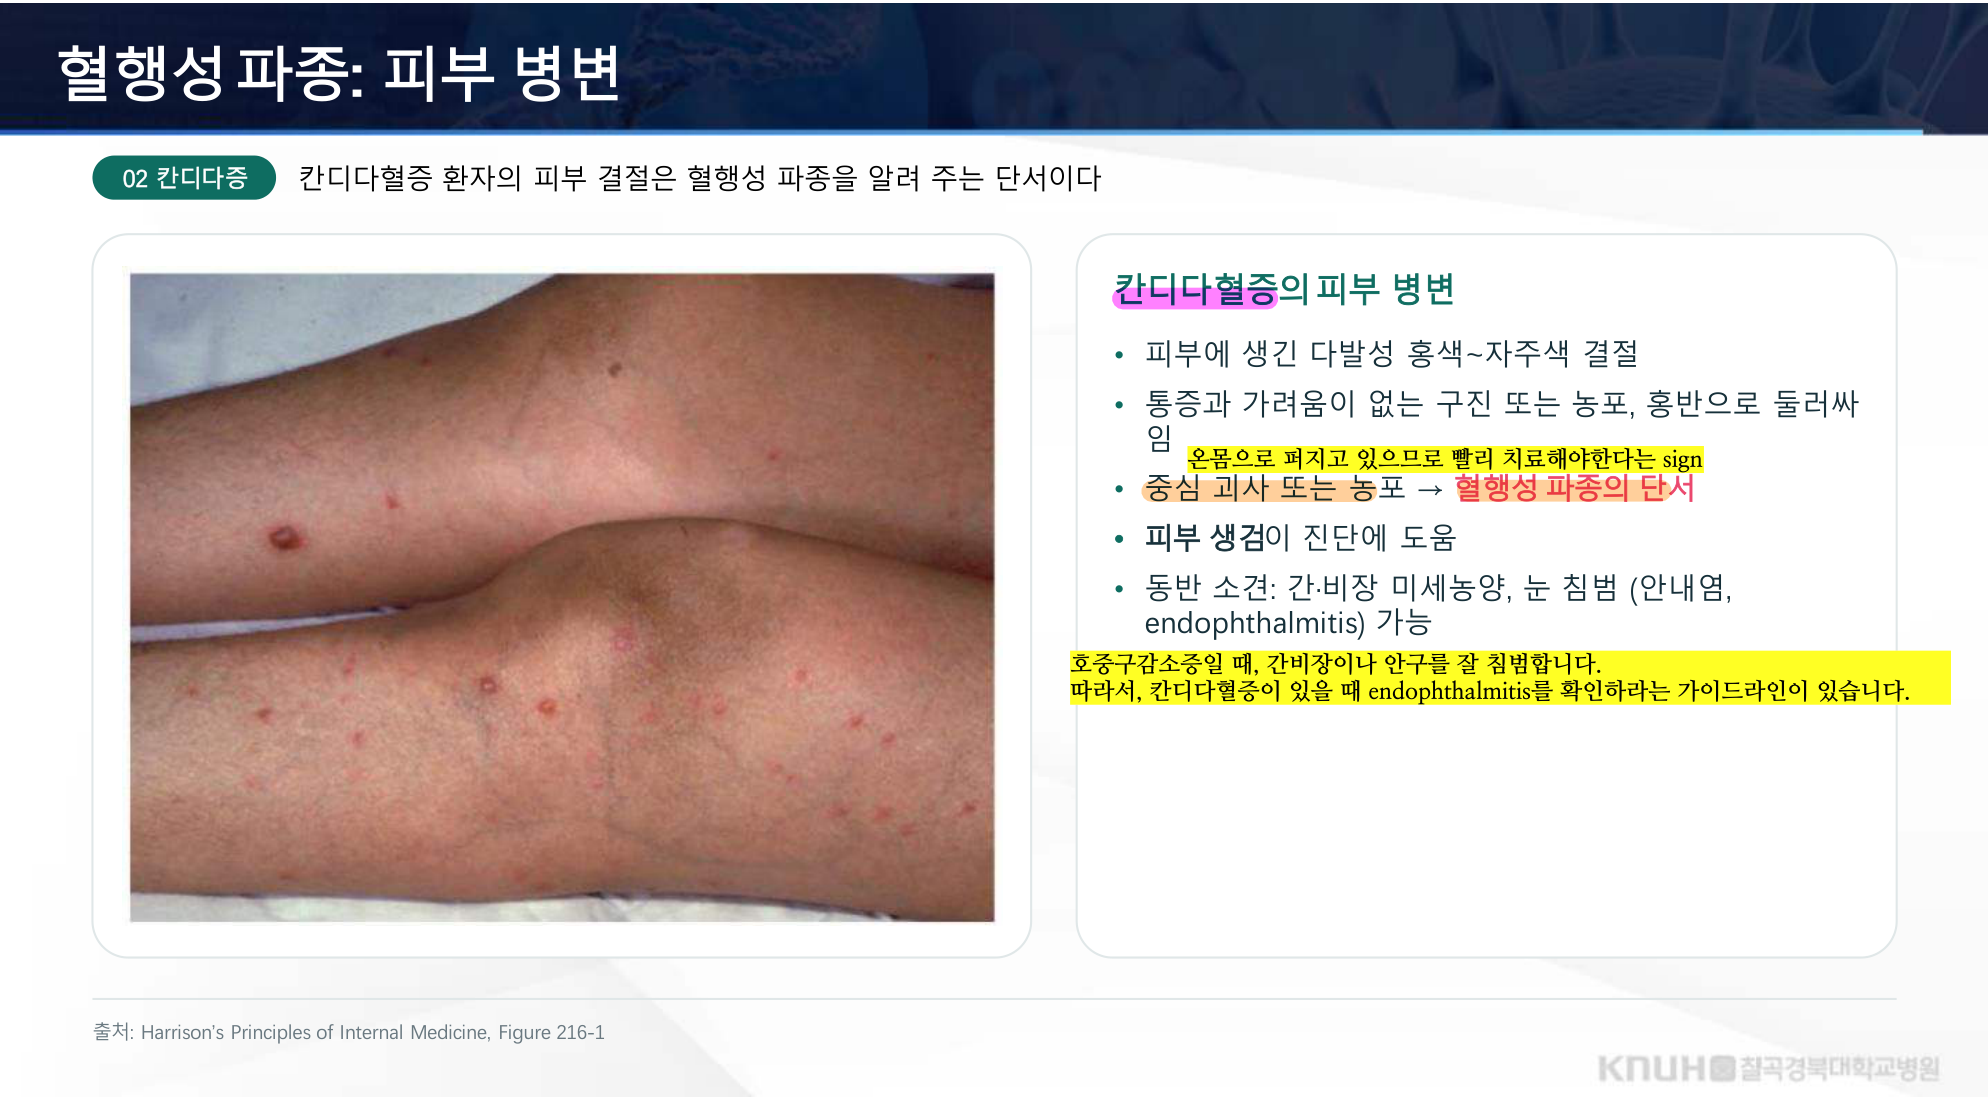 혈행성 파종: 피부 병변
02 칸디다증 칸디다혈증 환자의 피부 결절은 혈행성 파종을 알려 주는 단서이다
칸디다혈증의 피부 병변
• 피부에 생긴 다발성 홍색~자주색 결절
• 통증과 가려움이 없는 구진 또는 농포, 홍반으로 둘러싸
임
온몸으로 퍼지고 있으므로 빨리 치료해야한다는 sign
• 중심 괴사 또는 농포 → 혈행성 파종의 단서
• 피부 생검이 진단에 도움
• 동반 소견: 간·비장 미세농양, 눈 침범 (안내염,
endophthalmitis) 가능
호중구감소증일 때, 간비장이나 안구를 잘 침범합니다.
따라서, 칸디다혈증이 있을 때 endophthalmitis를 확인하라는 가이드라인이 있습니다.
출처: Harrison's Principles of Internal Medicine, Figure 216-1
KNUH 칠곡경북대학교병원